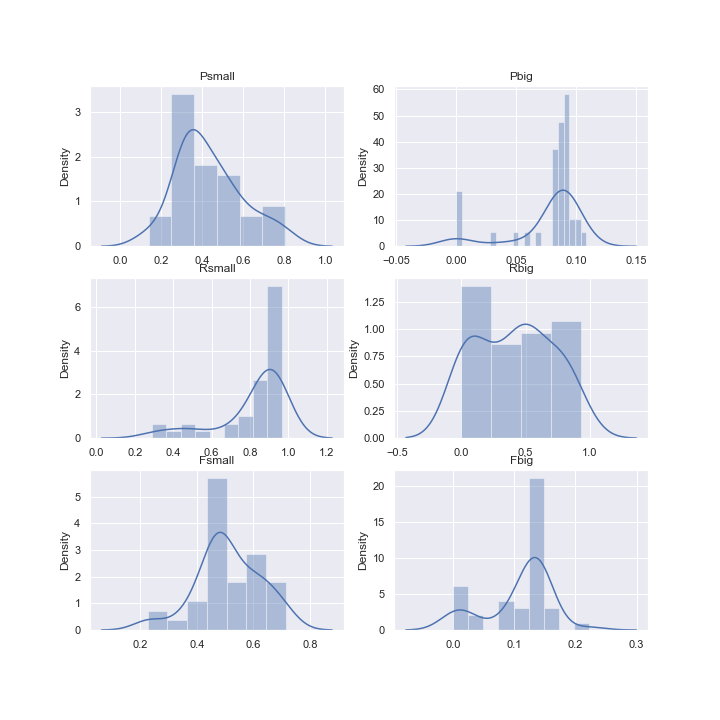 Psmall
Pbig
Density
3
2
1
0
0.0 0.2 0.4 0.6 0.8 1.0
Density
60
50
40
30
20
10
0
−0.05 0.00 0.05 0.10 0.15
Rsmall
Rbig
Density
6
4
2
0
0.0 0.2 0.4 0.6 0.8 1.0 1.2
Density
1.25
1.00
0.75
0.50
0.25
0.00
−0.5 0.0 0.5 1.0
Fsmall
Fbig
Density
5
4
3
2
1
0
0.2 0.4 0.6 0.8
Density
20
15
10
5
0
0.0 0.1 0.2 0.3